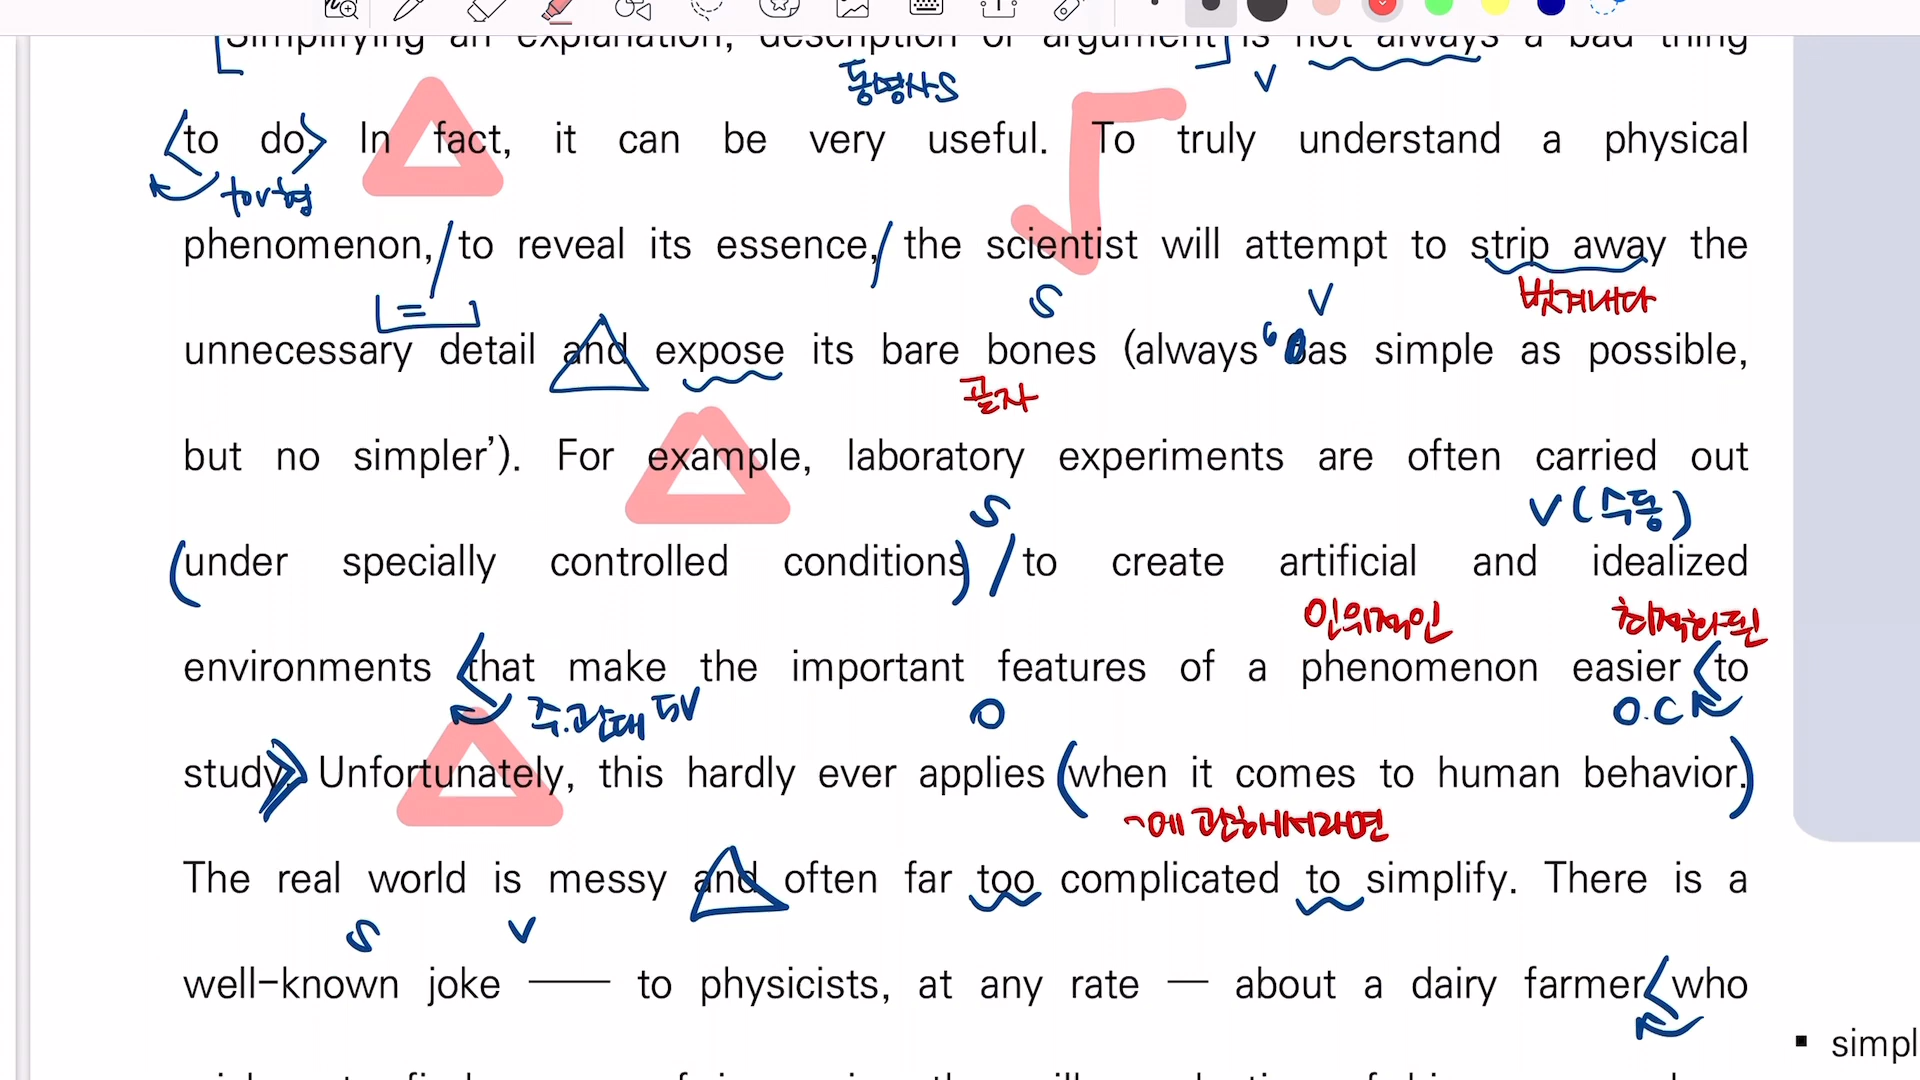 Simplifying an explanation, description or argument is not always a bad thing
동명사S V
to do. In fact, it can be very useful. To truly understand a physical
toV형
phenomenon, to reveal its essence, the scientist will attempt to strip away the
= S V 벗겨내다
unnecessary detail and expose its bare bones (always ‘as simple as possible,
골자
but no simpler’). For example, laboratory experiments are often carried out
S V (수동)
under specially controlled conditions to create artificial and idealized
인위적인 최적화된
environments that make the important features of a phenomenon easier to
주.관대 O O.C
study. Unfortunately, this hardly ever applies (when it comes to human behavior.)
~에 관해서라면
The real world is messy and often far too complicated to simplify. There is a
S V
well-known joke — to physicists, at any rate — about a dairy farmer who
▪ simpl